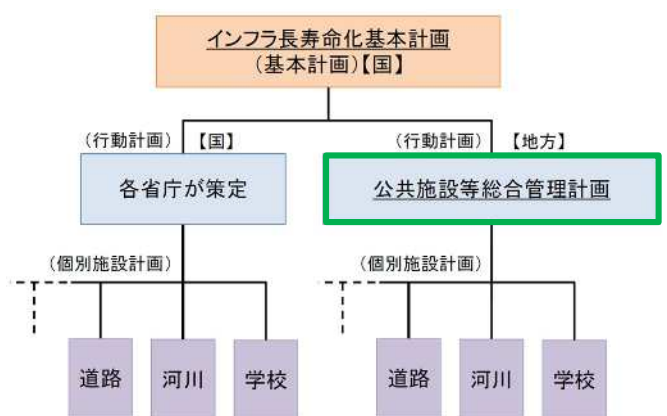 インフラ長寿命化基本計画
(基本計画)【国】
(行動計画) 【国】
(行動計画) 【地方】
各省庁が策定
公共施設等総合管理計画
(個別施設計画)
(個別施設計画)
道路
河川
学校
道路
河川
学校